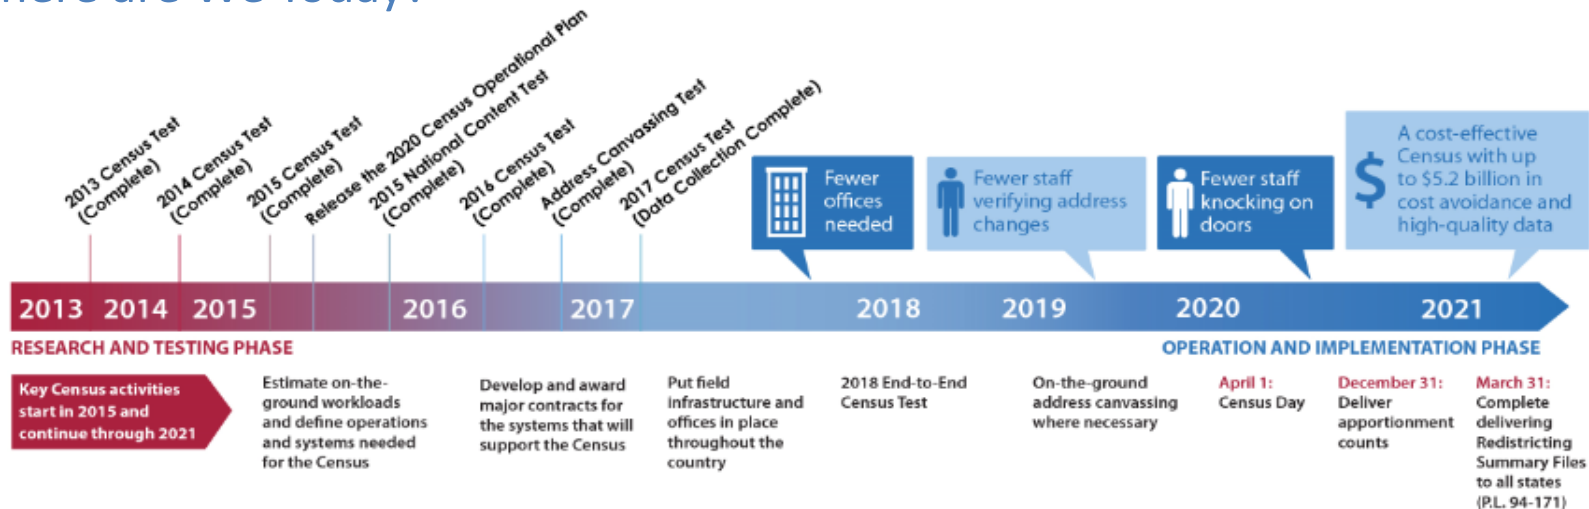 here are We Today?
2013 Census Test
(Complete)
2014 Census Test
(Complete)
2015 Census Test
(Complete)
Release the 2020 Census Operational Plan
2015 National Content Test
(Complete)
2016 Census Test
(Complete)
Address Canvassing Test
(Complete)
2017 Census Test
(Data Collection Complete)
Fewer
offices
needed
Fewer staff
verifying address
changes
Fewer staff
knocking on
doors
$
A cost-effective
Census with up
to $5.2 billion in
cost avoidance and
high-quality data
2013 2014 2015 2016 2017 2018 2019 2020 2021
RESEARCH AND TESTING PHASE
OPERATION AND IMPLEMENTATION PHASE
Key Census activities
start in 2015 and
continue through 2021
Estimate on-the-
ground workloads
and define operations
and systems needed
for the Census
Develop and award
major contracts for
the systems that will
support the Census
Put field
infrastructure and
offices in place
throughout the
country
2018 End-to-End
Census Test
On-the-ground
address canvassing
where necessary
April 1:
Census Day
December 31:
Deliver
apportionment
counts
March 31:
Complete
delivering
Redistricting
Summary Files
to all states
(P.L. 94-171)